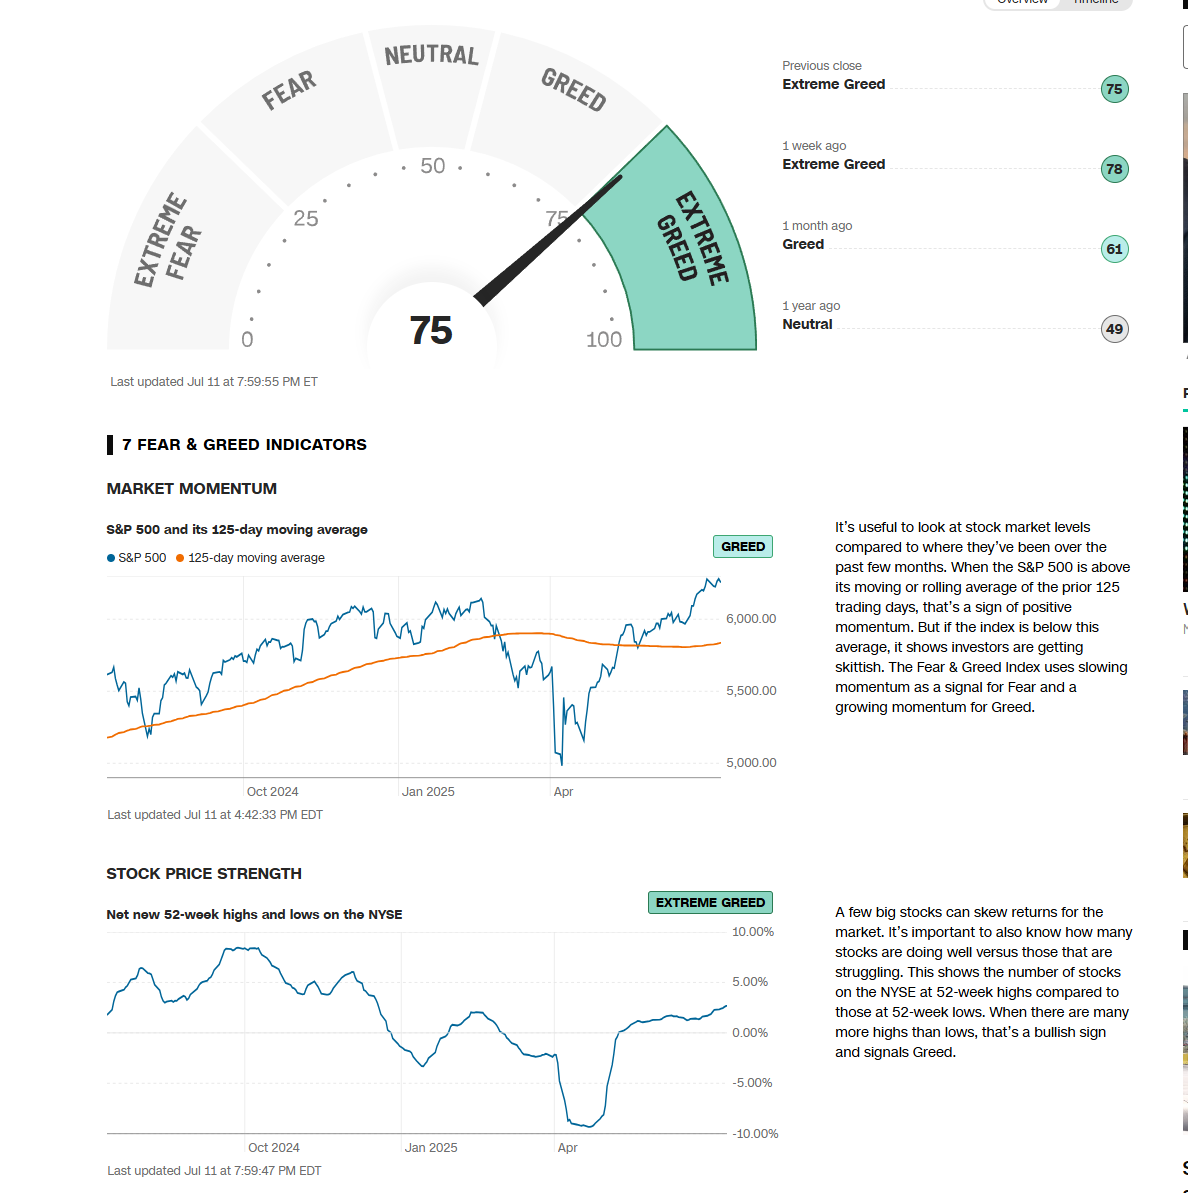 Overview Timeline
EXTREME
FEAR
FEAR
NEUTRAL
GREED
EXTREME
GREED
0
25
50
75
100
75
Last updated Jul 11 at 7:59:55 PM ET
Previous close
Extreme Greed 75
1 week ago
Extreme Greed 78
1 month ago
Greed 61
1 year ago
Neutral 49
7 FEAR & GREED INDICATORS
MARKET MOMENTUM
S&P 500 and its 125-day moving average
GREED
S&P 500 125-day moving average
6,000.00
5,500.00
5,000.00
Oct 2024 Jan 2025 Apr
Last updated Jul 11 at 4:42:33 PM EDT
It’s useful to look at stock market levels
compared to where they’ve been over the
past few months. When the S&P 500 is above
its moving or rolling average of the prior 125
trading days, that’s a sign of positive
momentum. But if the index is below this
average, it shows investors are getting
skittish. The Fear & Greed Index uses slowing
momentum as a signal for Fear and a
growing momentum for Greed.
STOCK PRICE STRENGTH
Net new 52-week highs and lows on the NYSE
EXTREME GREED
10.00%
5.00%
0.00%
-5.00%
-10.00%
Oct 2024 Jan 2025 Apr
Last updated Jul 11 at 7:59:47 PM EDT
A few big stocks can skew returns for the
market. It’s important to also know how many
stocks are doing well versus those that are
struggling. This shows the number of stocks
on the NYSE at 52-week highs compared to
those at 52-week lows. When there are many
more highs than lows, that’s a bullish sign
and signals Greed.